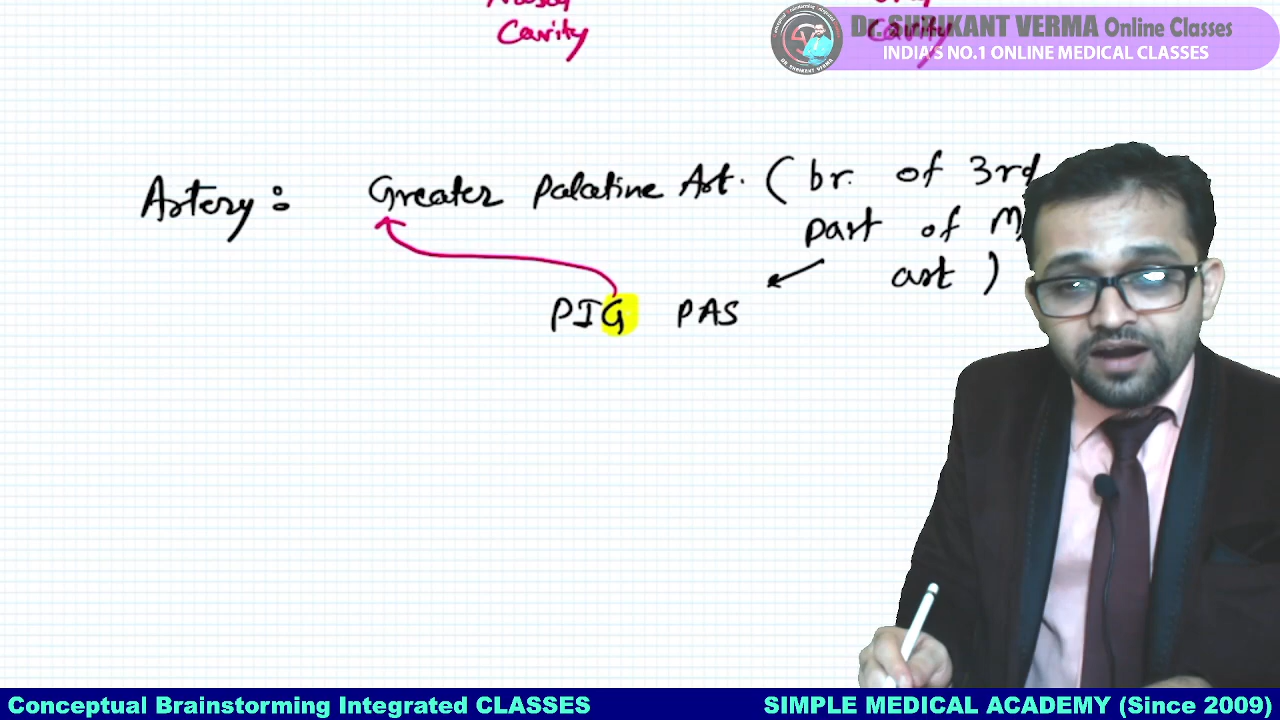 Cavity
Cavity
Dr. SHRIKANT VERMA Online Classes
INDIA'S NO.1 ONLINE MEDICAL CLASSES
Artery : Greater Palatine Art. ( br. of 3rd
part of M
art )
PIG PAS
Conceptual Brainstorming Integrated CLASSES
SIMPLE MEDICAL ACADEMY (Since 2009)